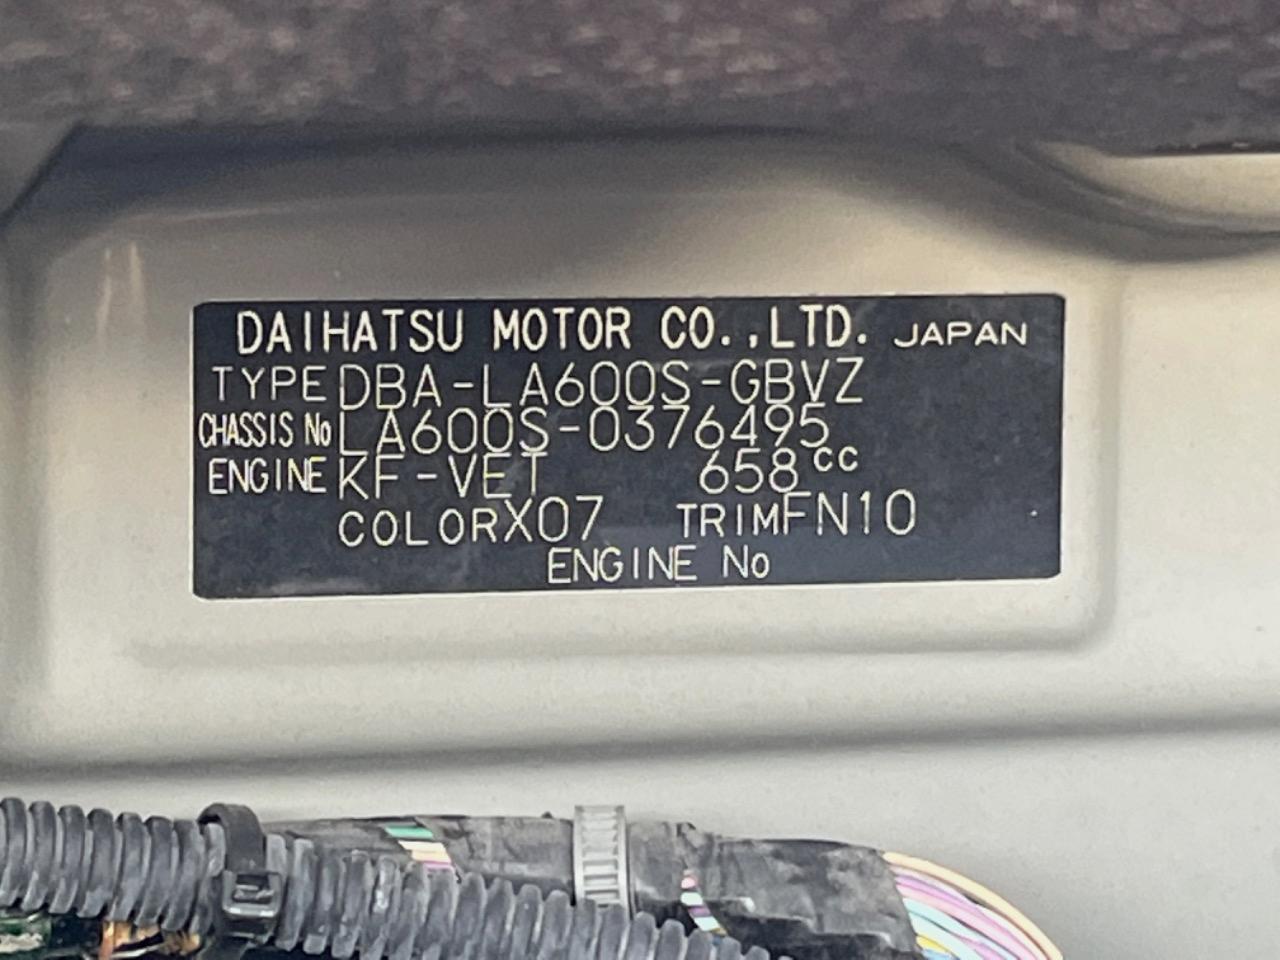 DAIHATSU MOTOR CO.,LTD. JAPAN
TYPE DBA-LA600S-GBVZ
CHASSIS No LA600S-0376495
ENGINE KF-VET 658cc
COLOR X07 TRIM FN10
ENGINE No